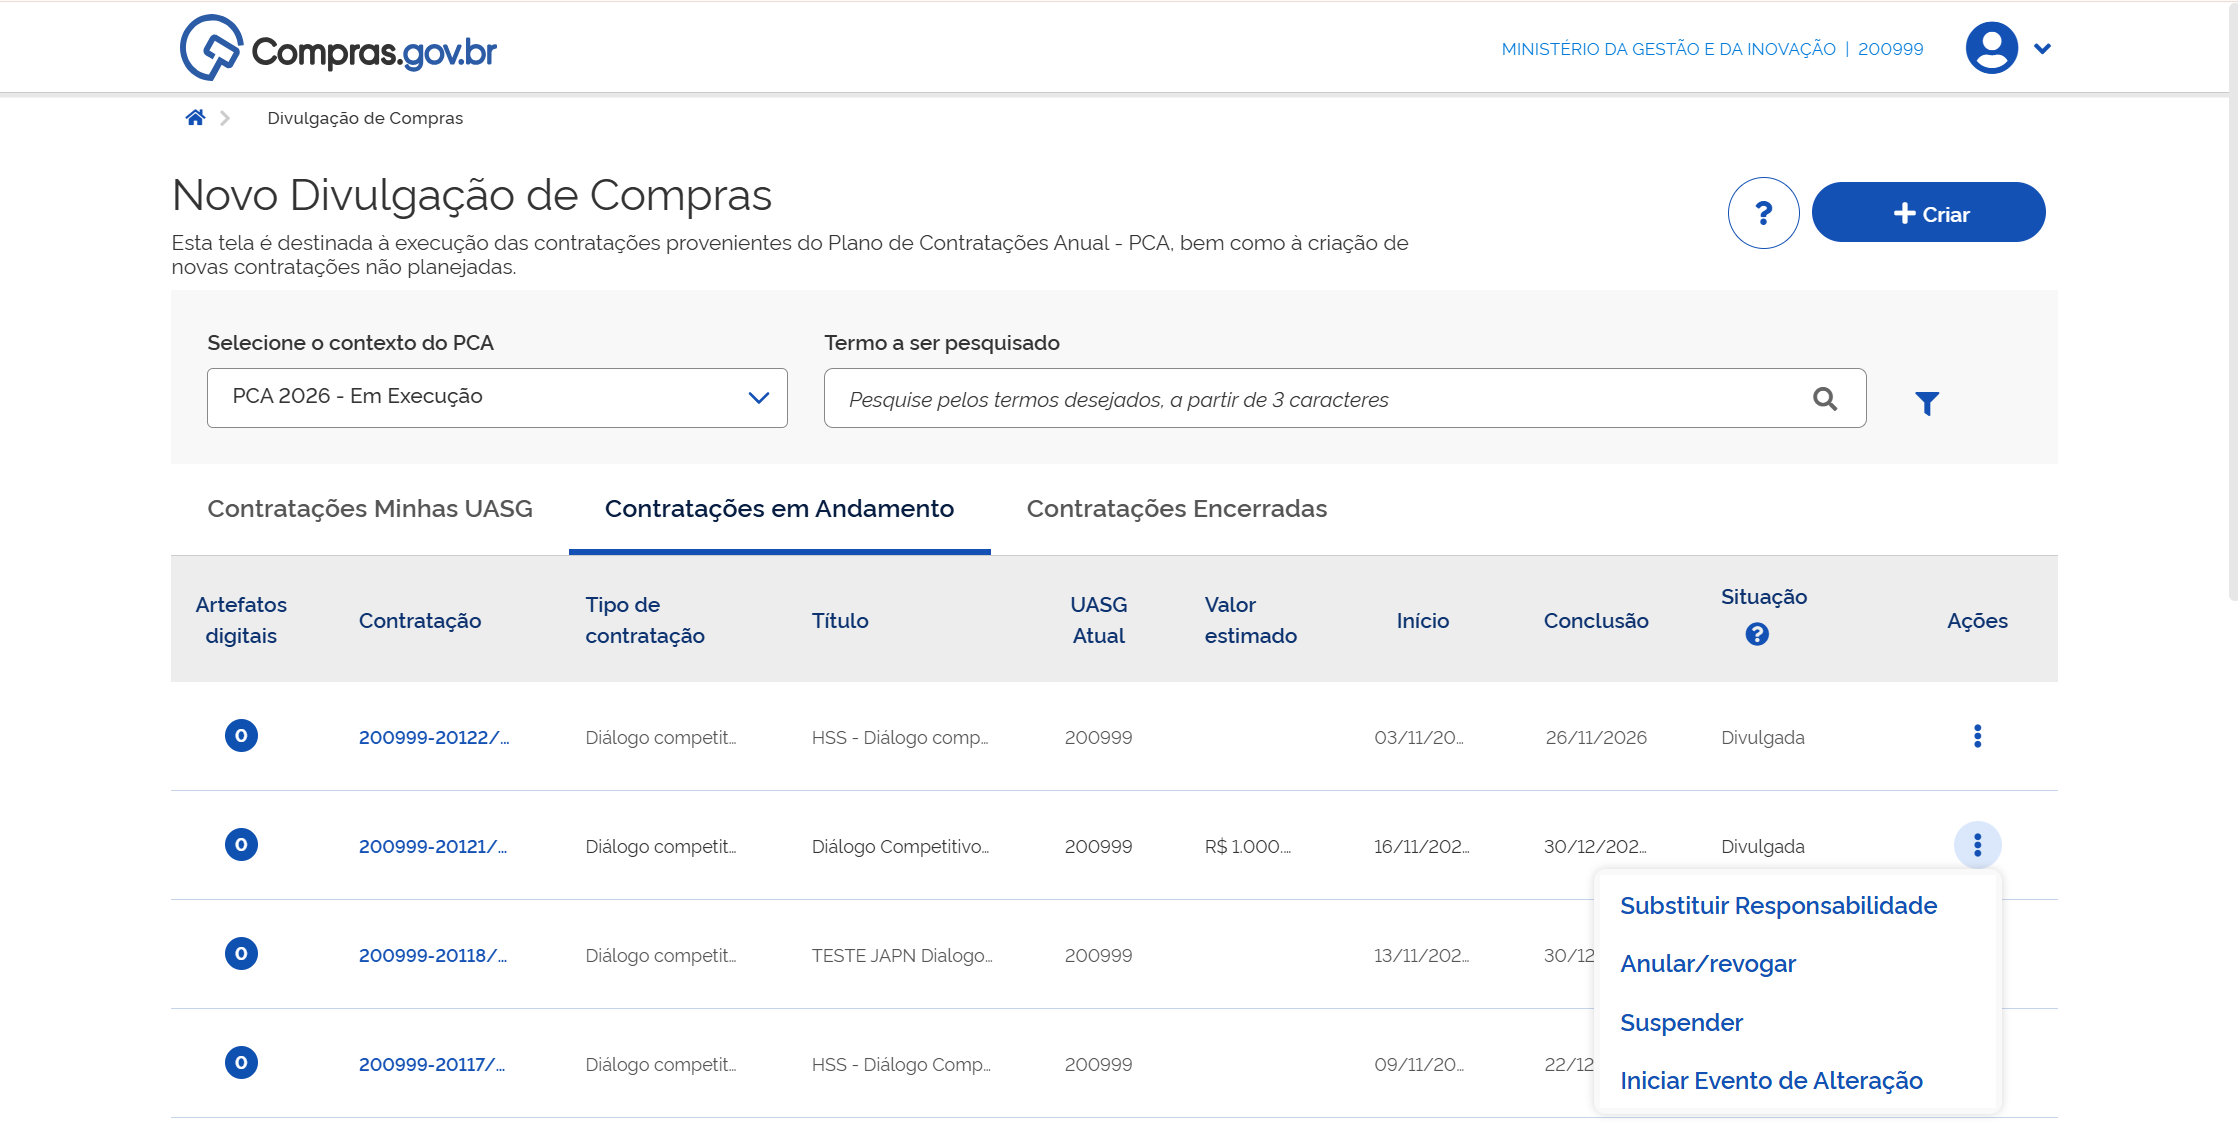 Compras.gov.br
MINISTÉRIO DA GESTÃO E DA INOVAÇÃO | 200999
Divulgação de Compras
Novo Divulgação de Compras
Esta tela é destinada à execução das contratações provenientes do Plano de Contratações Anual - PCA, bem como à criação de
novas contratações não planejadas.
?
Criar
Selecione o contexto do PCA
Termo a ser pesquisado
PCA 2026 - Em Execução
Pesquise pelos termos desejados, a partir de 3 caracteres
Contratações Minhas UASG
Contratações em Andamento
Contratações Encerradas
Artefatos digitais
Contratação
Tipo de contratação
Título
UASG Atual
Valor estimado
Início
Conclusão
Situação ?
Ações
0 200999-20122/... Diálogo competit... HSS - Diálogo comp... 200999 03/11/20... 26/11/2026 Divulgada
0 200999-20121/... Diálogo competit... Diálogo Competitivo... 200999 R$ 1.000.... 16/11/202... 30/12/202... Divulgada
Substituir Responsabilidade
Anular/revogar
Suspender
Iniciar Evento de Alteração
0 200999-20118/... Diálogo competit... TESTE JAPN Dialogo... 200999 13/11/202... 30/12
0 200999-20117/... Diálogo competit... HSS - Diálogo Comp... 200999 09/11/20... 22/12